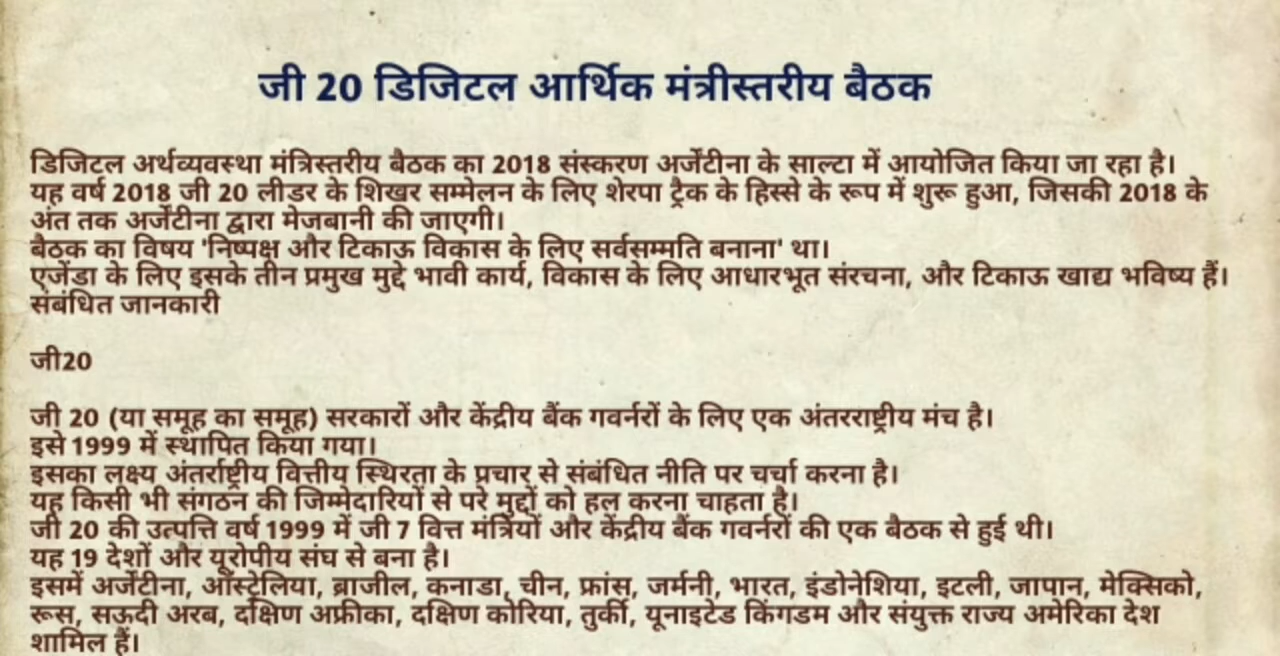 जी 20 डिजिटल आर्थिक मंत्रीस्तरीय बैठक
डिजिटल अर्थव्यवस्था मंत्रिस्तरीय बैठक का 2018 संस्करण अर्जेंटीना के साल्टा में आयोजित किया जा रहा है।
यह वर्ष 2018 जी 20 लीडर के शिखर सम्मेलन के लिए शेरपा ट्रैक के हिस्से के रूप में शुरू हुआ, जिसकी 2018 के
अंत तक अर्जेंटीना द्वारा मेजबानी की जाएगी।
बैठक का विषय 'निष्पक्ष और टिकाऊ विकास के लिए सर्वसम्मति बनाना' था।
एजेंडा के लिए इसके तीन प्रमुख मुद्दे भावी कार्य, विकास के लिए आधारभूत संरचना, और टिकाऊ खाद्य भविष्य हैं।
संबंधित जानकारी
जी20
जी 20 (या समूह का समूह) सरकारों और केंद्रीय बैंक गवर्नरों के लिए एक अंतरराष्ट्रीय मंच है।
इसे 1999 में स्थापित किया गया।
इसका लक्ष्य अंतर्राष्ट्रीय वित्तीय स्थिरता के प्रचार से संबंधित नीति पर चर्चा करना है।
यह किसी भी संगठन की जिम्मेदारियों से परे मुद्दों को हल करना चाहता है।
जी 20 की उत्पत्ति वर्ष 1999 में जी 7 वित्त मंत्रियों और केंद्रीय बैंक गवर्नरों की एक बैठक से हुई थी।
यह 19 देशों और यूरोपीय संघ से बना है।
इसमें अर्जेंटीना, ऑस्ट्रेलिया, ब्राजील, कनाडा, चीन, फ्रांस, जर्मनी, भारत, इंडोनेशिया, इटली, जापान, मेक्सिको,
रूस, सऊदी अरब, दक्षिण अफ्रीका, दक्षिण कोरिया, तुर्की, यूनाइटेड किंगडम और संयुक्त राज्य अमेरिका देश
शामिल हैं।